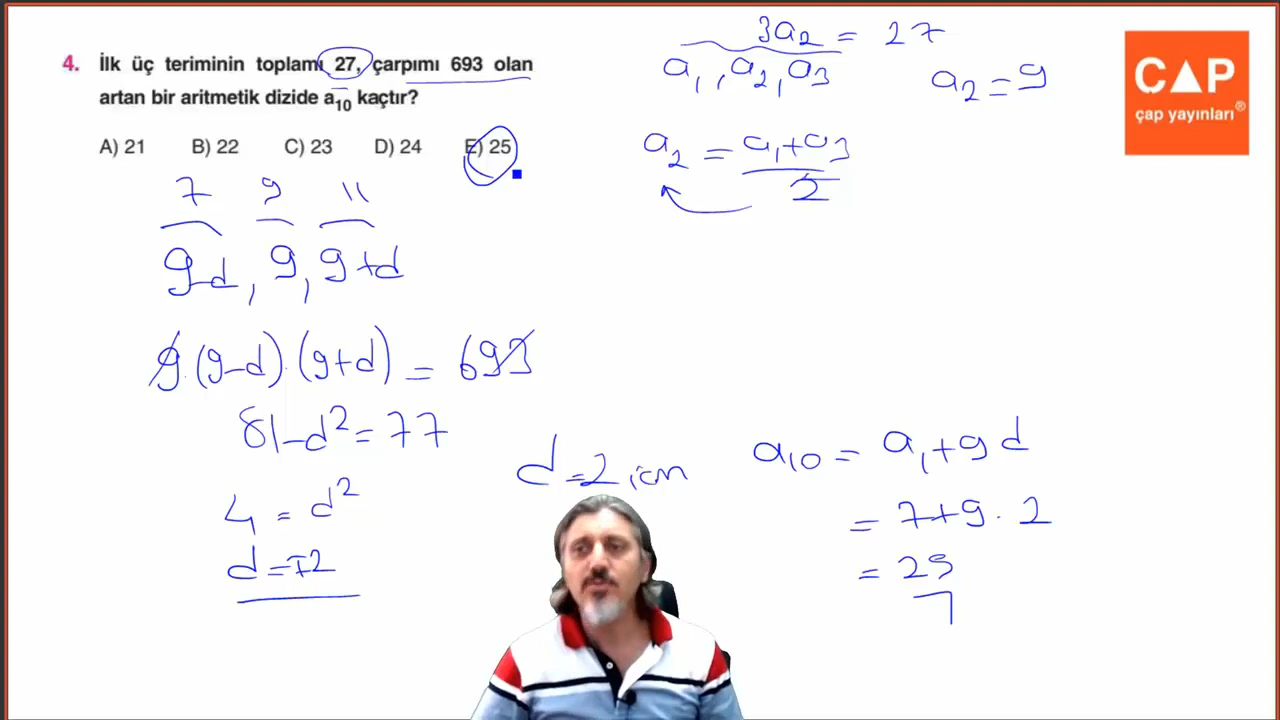 4. İlk üç teriminin toplamı 27, çarpımı 693 olan
artan bir aritmetik dizide a₁₀ kaçtır?
A) 21 B) 22 C) 23 D) 24 E) 25
3a₂ = 27
a₁, a₂, a₃
a₂ = 9
a₂ = a₁+a₃
2
ÇAP
çap yayınları®
7 9 11
9-d, 9, 9+d
9.(9-d).(9+d) = 693
81-d² = 77
4 = d²
d = ∓2
d = 2 için
a₁₀ = a₁+9d
= 7+9.2
= 25